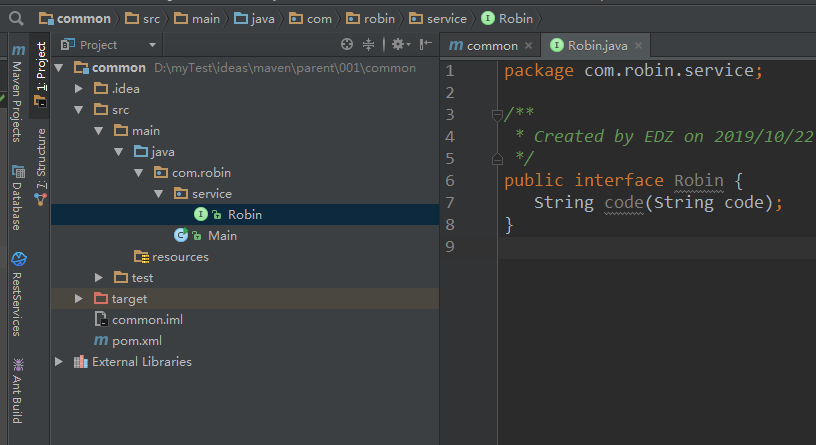 common src main java com robin service Robin
Project
m common × Robin.java ×
Maven Projects
1: Project
7: Structure
Database
RestServices
Ant Build
common D:\myTest\ideas\maven\parent\001\common
.idea
src
main
java
com.robin
service
Robin
Main
resources
test
target
common.iml
pom.xml
External Libraries
1 package com.robin.service;
2
3 /**
4 * Created by EDZ on 2019/10/22
5 */
6 public interface Robin {
7 String code(String code);
8 }
9